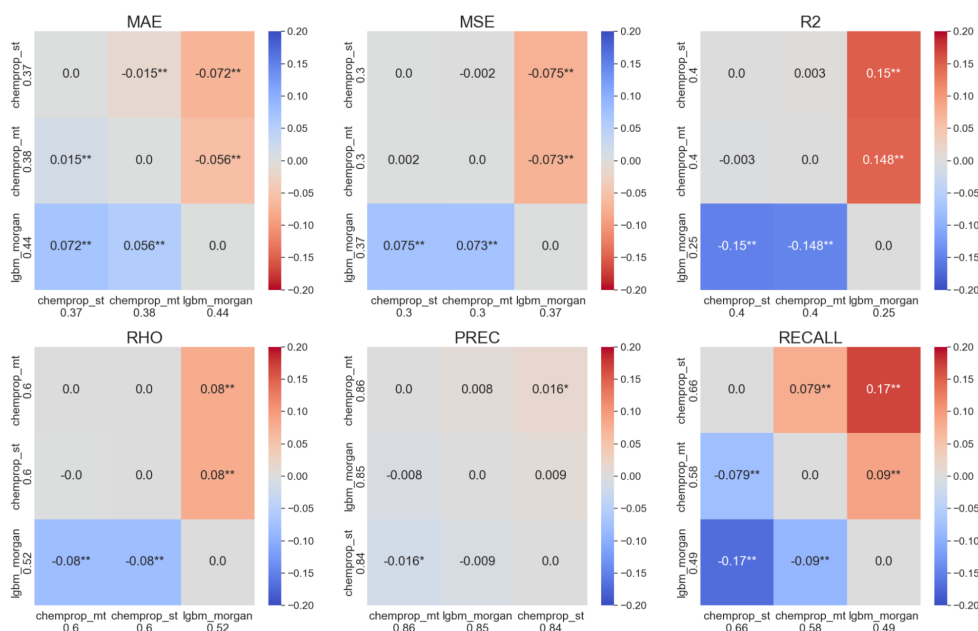 MAE
chemprop_st
0.37
chemprop_mt
0.38
lgbm_morgan
0.44
0.0 -0.015** -0.072**
0.015** 0.0 -0.056**
0.072** 0.056** 0.0
chemprop_st chemprop_mt lgbm_morgan
0.37 0.38 0.44
0.20
0.15
0.10
0.05
0.00
−0.05
−0.10
−0.15
−0.20
MSE
chemprop_st
0.3
chemprop_mt
0.3
lgbm_morgan
0.37
0.0 -0.002 -0.075**
0.002 0.0 -0.073**
0.075** 0.073** 0.0
chemprop_st chemprop_mt lgbm_morgan
0.3 0.3 0.37
0.20
0.15
0.10
0.05
0.00
−0.05
−0.10
−0.15
−0.20
R2
chemprop_st
0.4
chemprop_mt
0.4
lgbm_morgan
0.25
0.0 0.003 0.15**
-0.003 0.0 0.148**
-0.15** -0.148** 0.0
chemprop_st chemprop_mt lgbm_morgan
0.4 0.4 0.25
0.20
0.15
0.10
0.05
0.00
−0.05
−0.10
−0.15
−0.20
RHO
chemprop_mt
0.6
chemprop_st
0.6
lgbm_morgan
0.52
0.0 0.0 0.08**
-0.0 0.0 0.08**
-0.08** -0.08** 0.0
chemprop_mt chemprop_st lgbm_morgan
0.6 0.6 0.52
0.20
0.15
0.10
0.05
0.00
−0.05
−0.10
−0.15
−0.20
PREC
chemprop_mt
0.86
lgbm_morgan
0.85
chemprop_st
0.84
0.0 0.008 0.016*
-0.008 0.0 0.009
-0.016* -0.009 0.0
chemprop_mt lgbm_morgan chemprop_st
0.86 0.85 0.84
0.20
0.15
0.10
0.05
0.00
−0.05
−0.10
−0.15
−0.20
RECALL
chemprop_st
0.66
chemprop_mt
0.58
lgbm_morgan
0.49
0.0 0.079** 0.17**
-0.079** 0.0 0.09**
-0.17** -0.09** 0.0
chemprop_st chemprop_mt lgbm_morgan
0.66 0.58 0.49
0.20
0.15
0.10
0.05
0.00
−0.05
−0.10
−0.15
−0.20